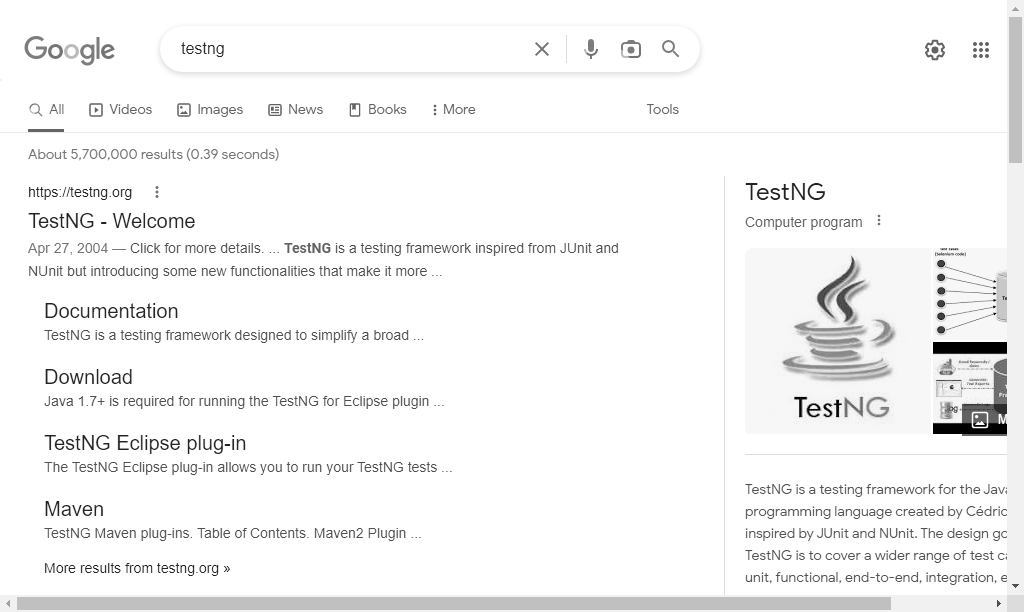 Google
testng
All
Videos
Images
News
Books
More
Tools
About 5,700,000 results (0.39 seconds)
https://testng.org
TestNG - Welcome
Apr 27, 2004 — Click for more details. ... TestNG is a testing framework inspired from JUnit and
NUnit but introducing some new functionalities that make it more ...
Documentation
TestNG is a testing framework designed to simplify a broad ...
Download
Java 1.7+ is required for running the TestNG for Eclipse plugin ...
TestNG Eclipse plug-in
The TestNG Eclipse plug-in allows you to run your TestNG tests ...
Maven
TestNG Maven plug-ins. Table of Contents. Maven2 Plugin ...
More results from testng.org »
TestNG
Computer program
(Selenium code)
TestNG
TestNG is a testing framework for the Java
programming language created by Cédric
inspired by JUnit and NUnit. The design
TestNG is to cover a wider range of test
unit, functional, end-to-end, integration,